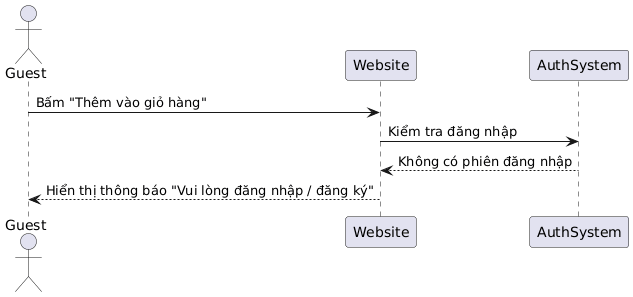 Guest
Website
AuthSystem
Bấm "Thêm vào giỏ hàng"
Kiểm tra đăng nhập
Không có phiên đăng nhập
Hiển thị thông báo "Vui lòng đăng nhập / đăng ký"
Guest
Website
AuthSystem